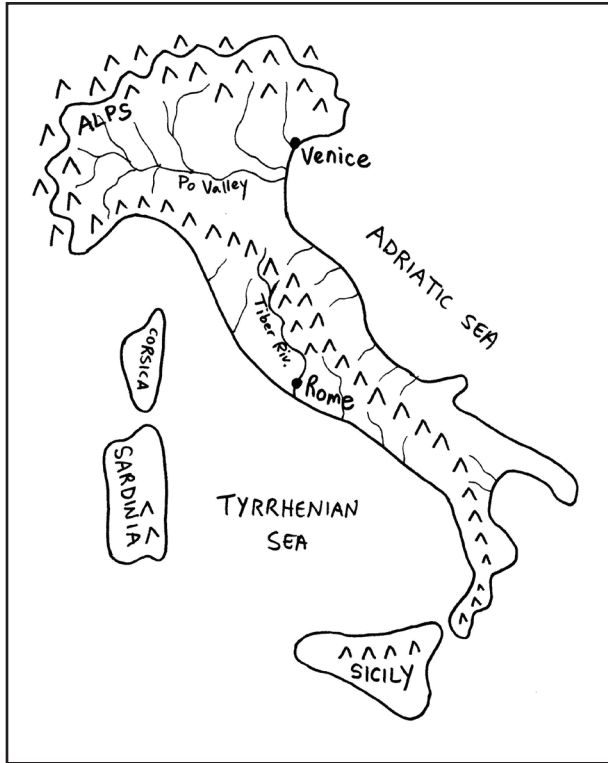 ALPS
Venice
Po Valley
ADRIATIC SEA
Tiber Riv.
CORSICA
Rome
SARDINIA
TYRRHENIAN
SEA
SICILY